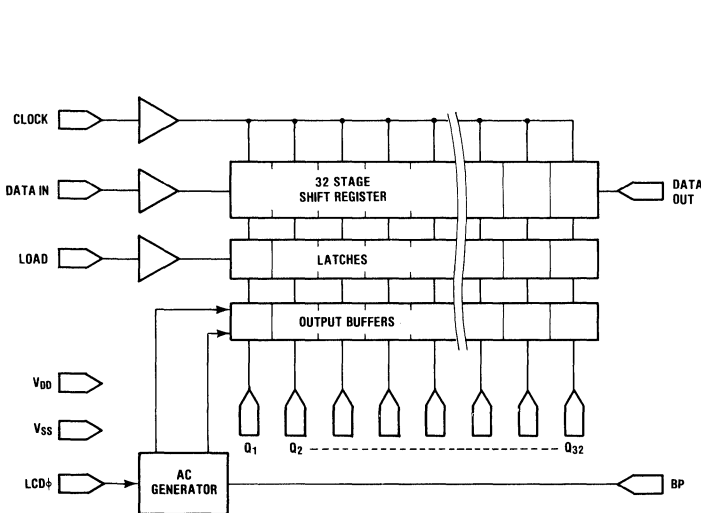 CLOCK
DATA IN
32 STAGE
SHIFT REGISTER
DATA
OUT
LOAD
LATCHES
OUTPUT BUFFERS
VDD
VSS
Q1
Q2
Q32
LCDϕ
AC
GENERATOR
BP